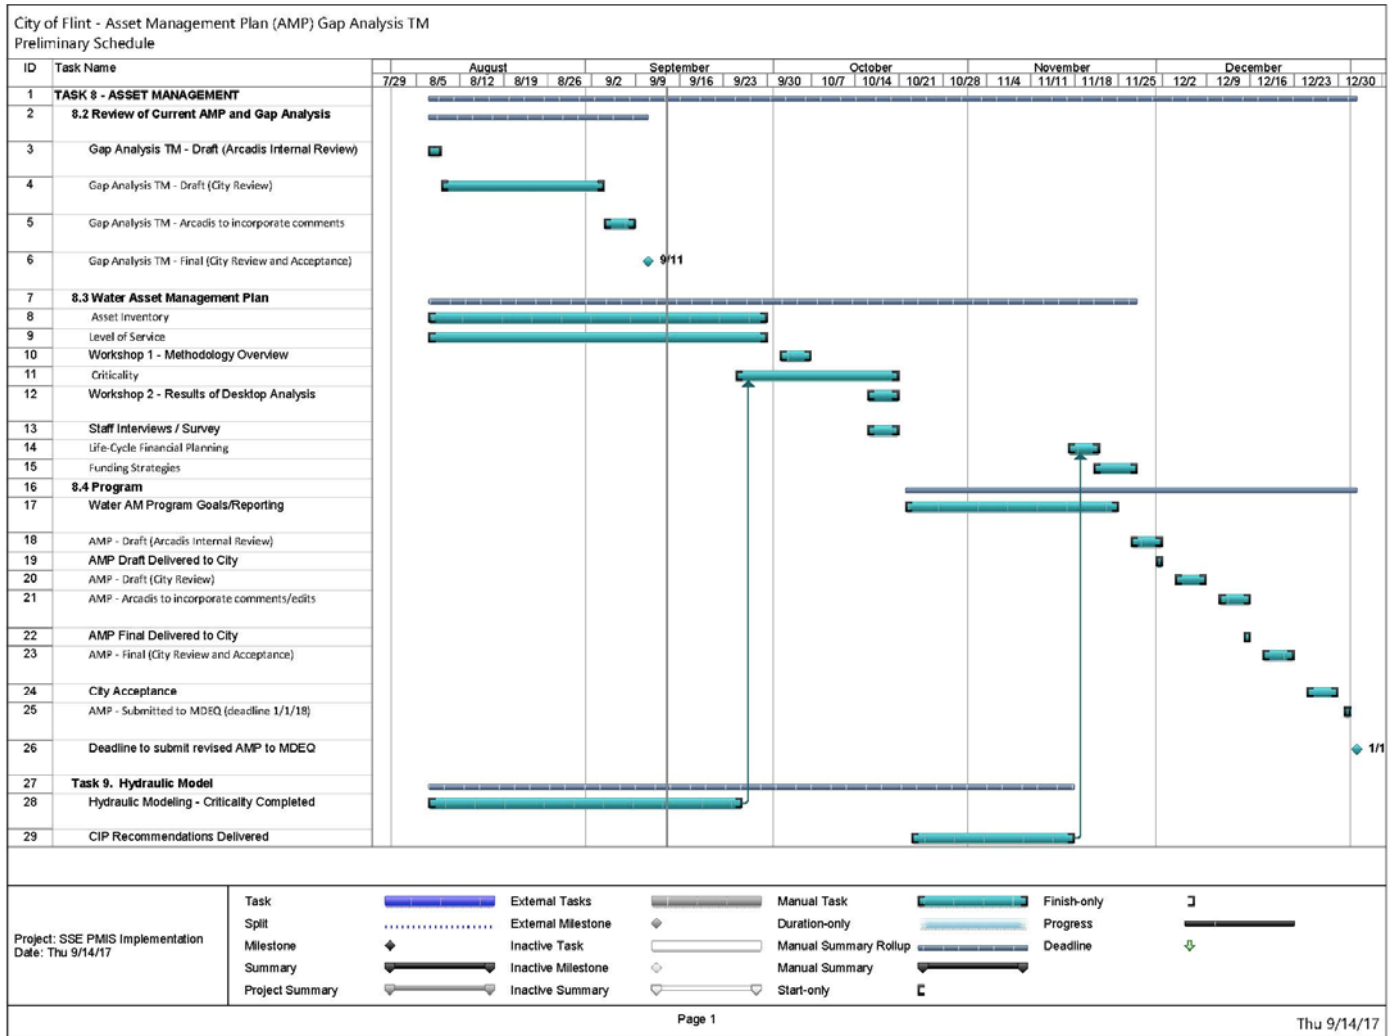 City of Flint - Asset Management Plan (AMP) Gap Analysis TM
Preliminary Schedule
ID Task Name August September October November December
7/29 8/5 8/12 8/19 8/26 9/2 9/9 9/16 9/23 9/30 10/7 10/14 10/21 10/28 11/4 11/11 11/18 11/25 12/2 12/9 12/16 12/23 12/30
1 TASK 8 - ASSET MANAGEMENT
2 8.2 Review of Current AMP and Gap Analysis
3 Gap Analysis TM - Draft (Arcadis Internal Review)
4 Gap Analysis TM - Draft (City Review)
5 Gap Analysis TM - Arcadis to incorporate comments
6 Gap Analysis TM - Final (City Review and Acceptance) 9/11
7 8.3 Water Asset Management Plan
8 Asset Inventory
9 Level of Service
10 Workshop 1 - Methodology Overview
11 Criticality
12 Workshop 2 - Results of Desktop Analysis
13 Staff Interviews / Survey
14 Life-Cycle Financial Planning
15 Funding Strategies
16 8.4 Program
17 Water AM Program Goals/Reporting
18 AMP - Draft (Arcadis Internal Review)
19 AMP Draft Delivered to City
20 AMP - Draft (City Review)
21 AMP - Arcadis to incorporate comments/edits
22 AMP Final Delivered to City
23 AMP - Final (City Review and Acceptance)
24 City Acceptance
25 AMP - Submitted to MDEQ (deadline 1/1/18)
26 Deadline to submit revised AMP to MDEQ 1/1
27 Task 9. Hydraulic Model
28 Hydraulic Modeling - Criticality Completed
29 CIP Recommendations Delivered
Project: SSE PMIS Implementation
Date: Thu 9/14/17
Task External Tasks Manual Task Finish-only
Split External Milestone Duration-only Progress
Milestone Inactive Task Manual Summary Rollup Deadline
Summary Inactive Milestone Manual Summary
Project Summary Inactive Summary Start-only
Page 1
Thu 9/14/17